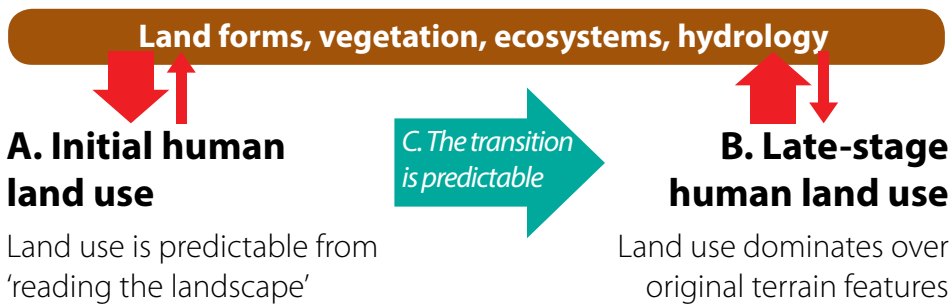 Land forms, vegetation, ecosystems, hydrology
A. Initial human
land use
Land use is predictable from
‘reading the landscape’
C. The transition
is predictable
B. Late-stage
human land use
Land use dominates over
original terrain features